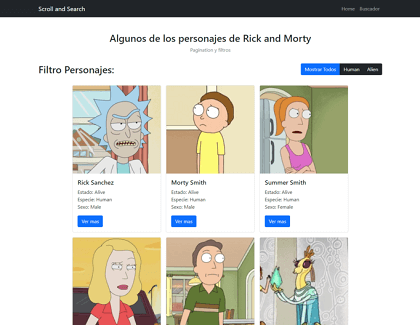 Scroll and Search
Home Buscador
Algunos de los personajes de Rick and Morty
Pagination y filtros
Filtro Personajes:
Mostrar Todos Human Alien
Rick Sanchez
Estado: Alive
Especie: Human
Sexo: Male
Ver mas
Morty Smith
Estado: Alive
Especie: Human
Sexo: Male
Ver mas
Summer Smith
Estado: Alive
Especie: Human
Sexo: Female
Ver mas